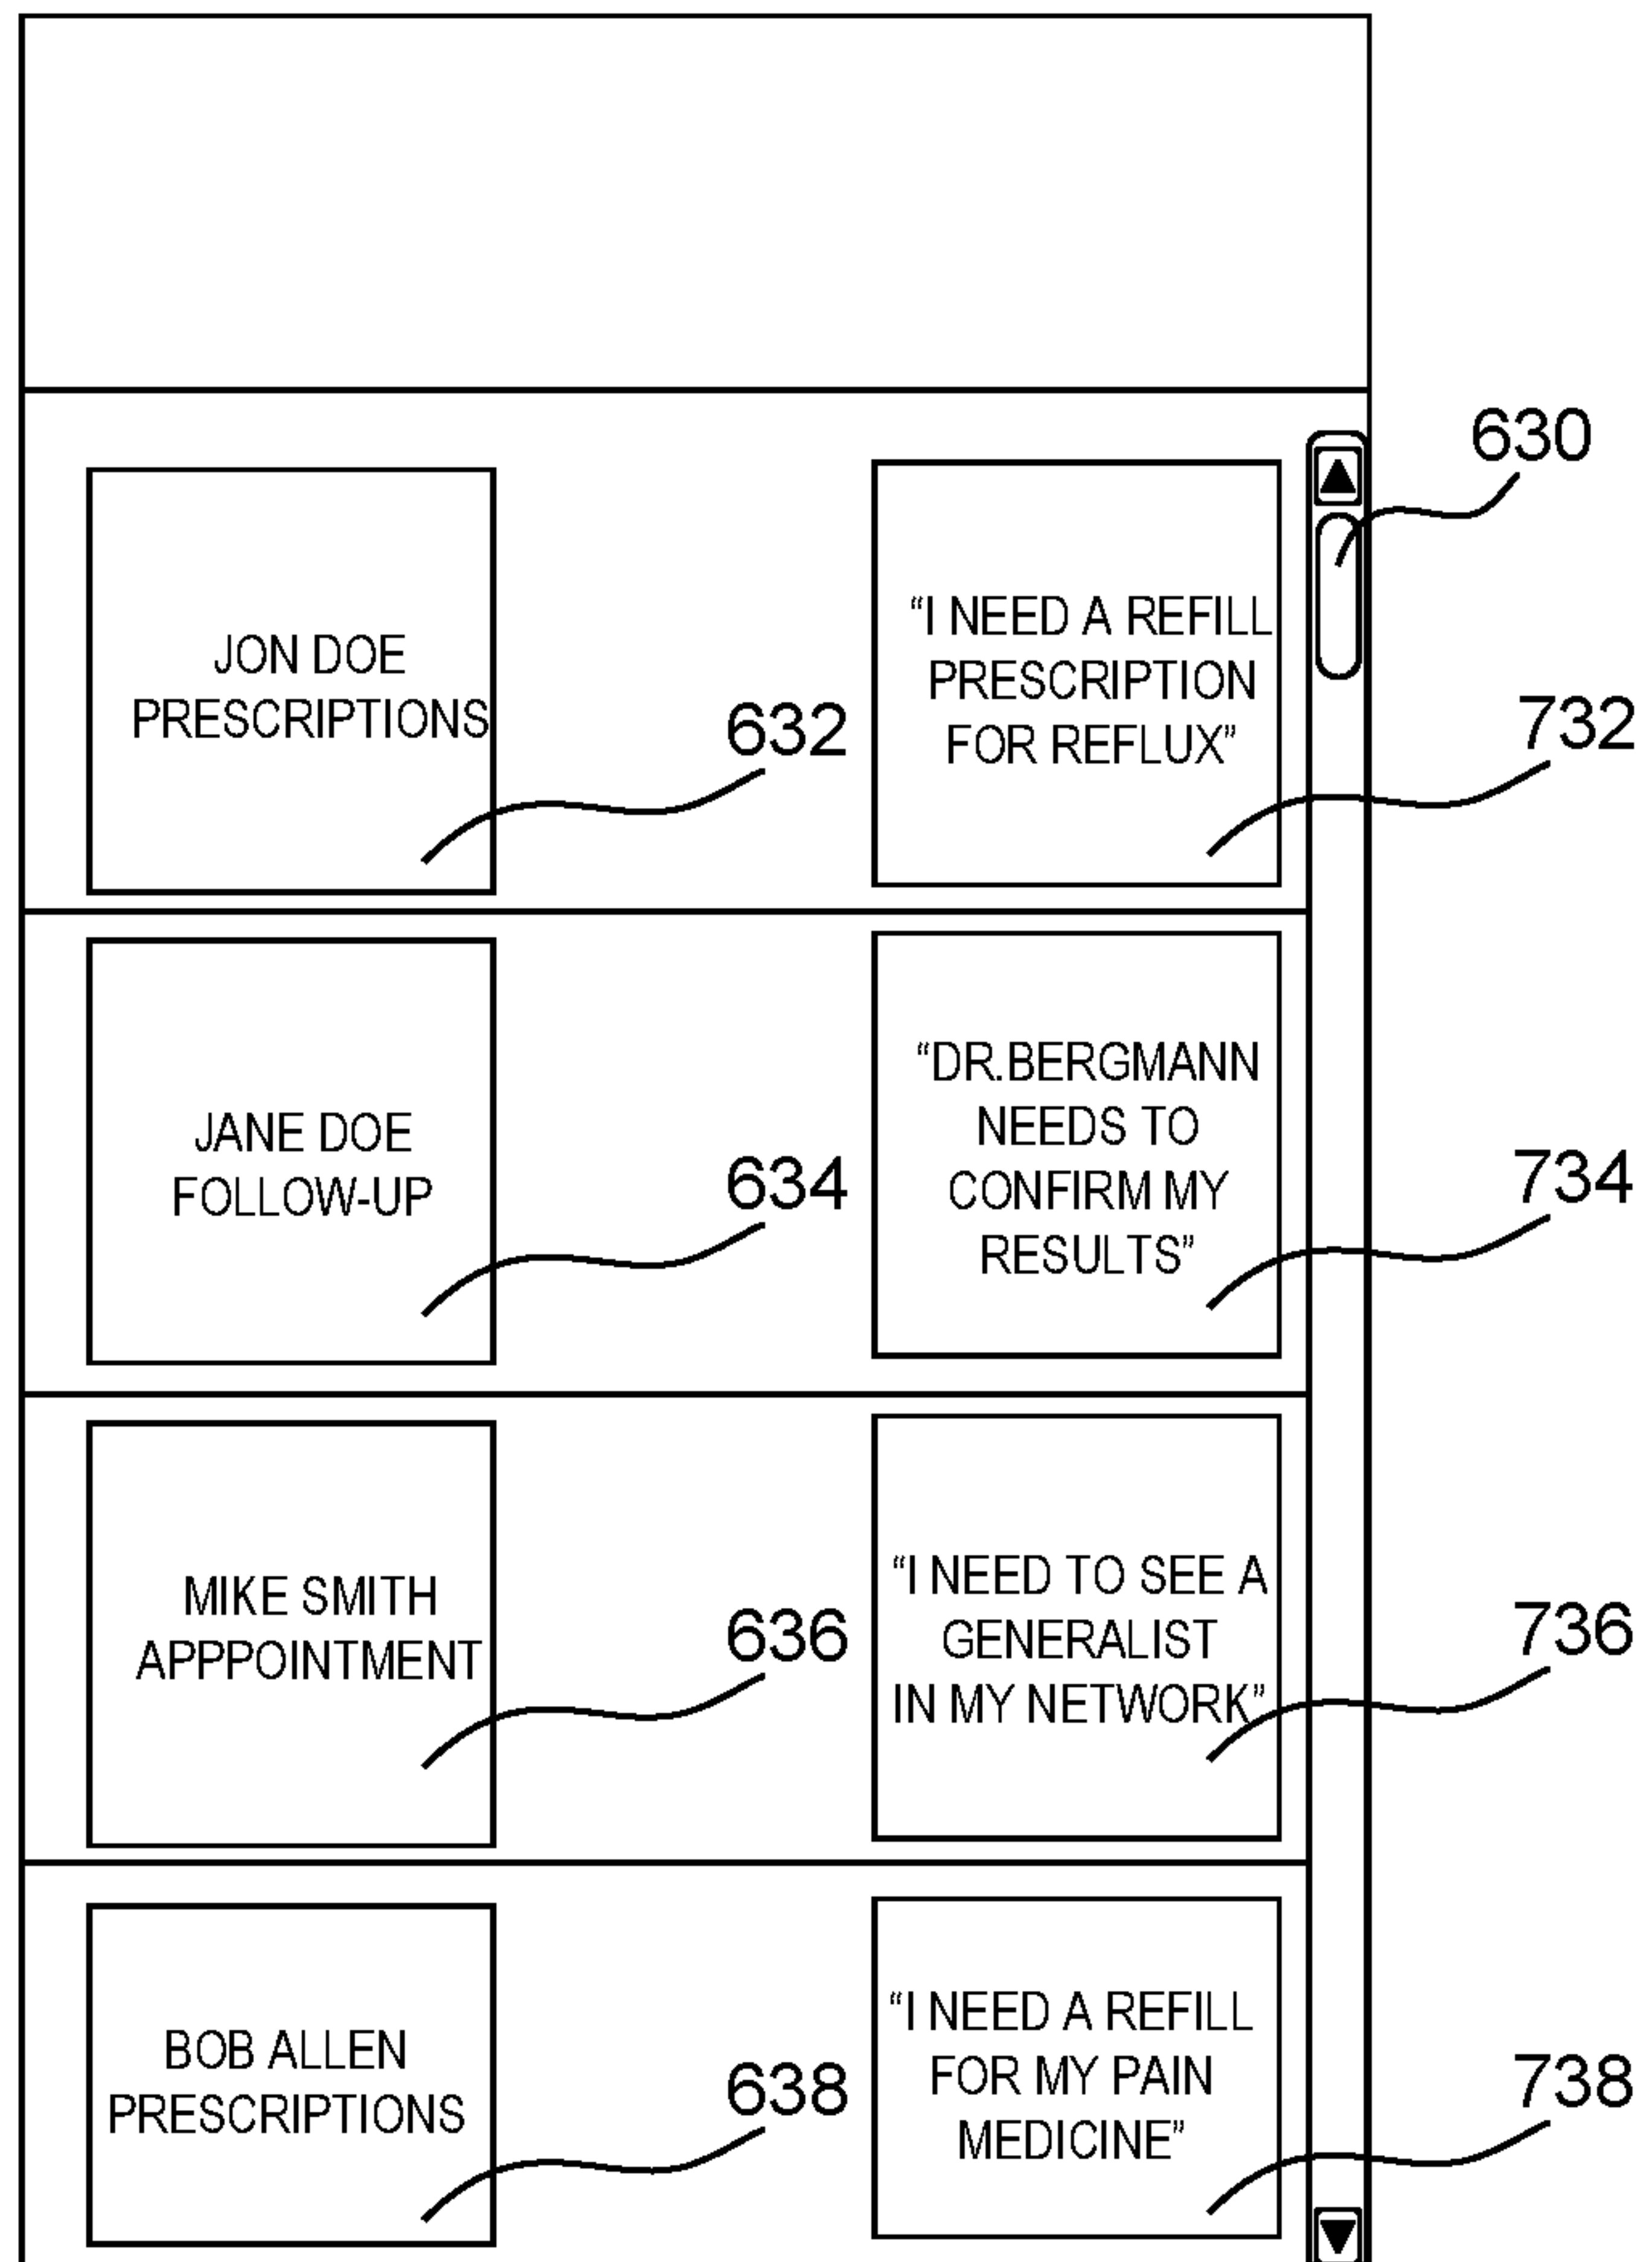 630
JON DOE
PRESCRIPTIONS
632
“I NEED A REFILL
PRESCRIPTION
FOR REFLUX”
732
JANE DOE
FOLLOW-UP
634
“DR.BERGMANN
NEEDS TO
CONFIRM MY
RESULTS”
734
MIKE SMITH
APPPOINTMENT
636
“I NEED TO SEE A
GENERALIST
IN MY NETWORK”
736
BOB ALLEN
PRESCRIPTIONS
638
“I NEED A REFILL
FOR MY PAIN
MEDICINE”
738